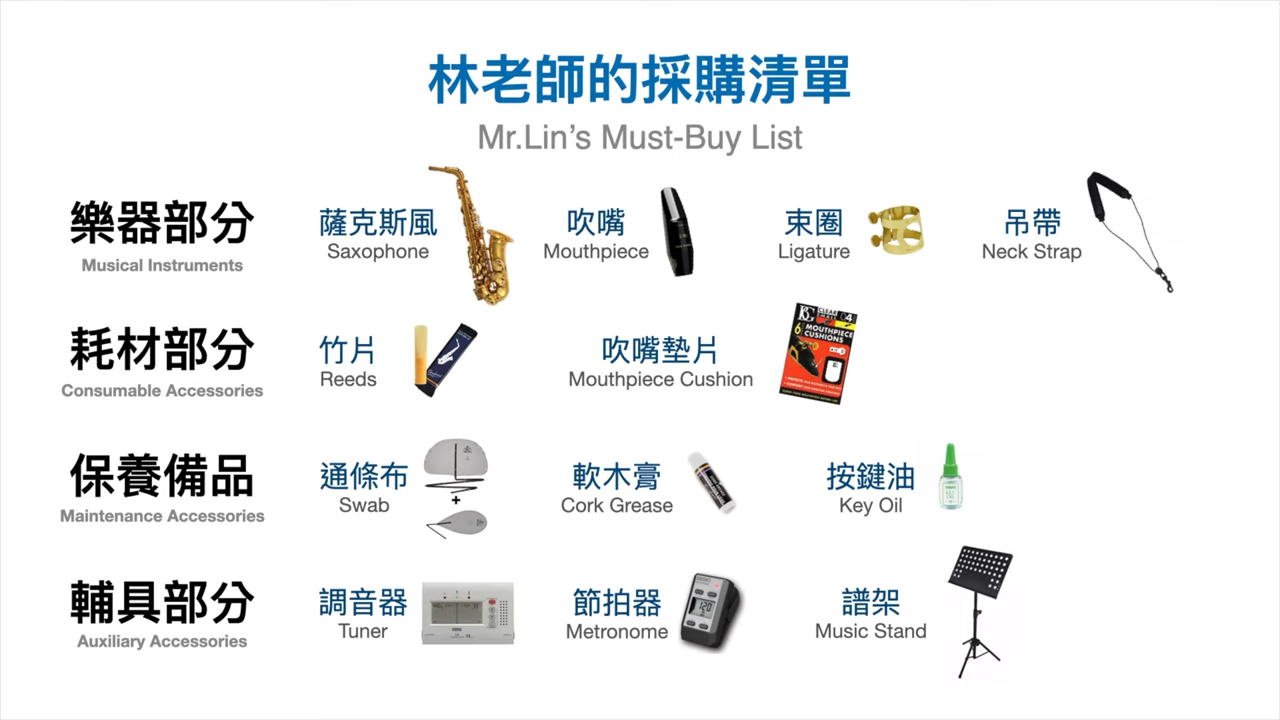 林老師的採購清單
Mr.Lin's Must-Buy List
樂器部分
Musical Instruments
薩克斯風
Saxophone
吹嘴
Mouthpiece
束圈
Ligature
吊帶
Neck Strap
耗材部分
Consumable Accessories
竹片
Reeds
吹嘴墊片
Mouthpiece Cushion
MOUTHPIECE
CUSHIONS
保養備品
Maintenance Accessories
通條布
Swab
+
軟木膏
Cork Grease
按鍵油
Key Oil
輔具部分
Auxiliary Accessories
調音器
Tuner
節拍器
Metronome
120
譜架
Music Stand